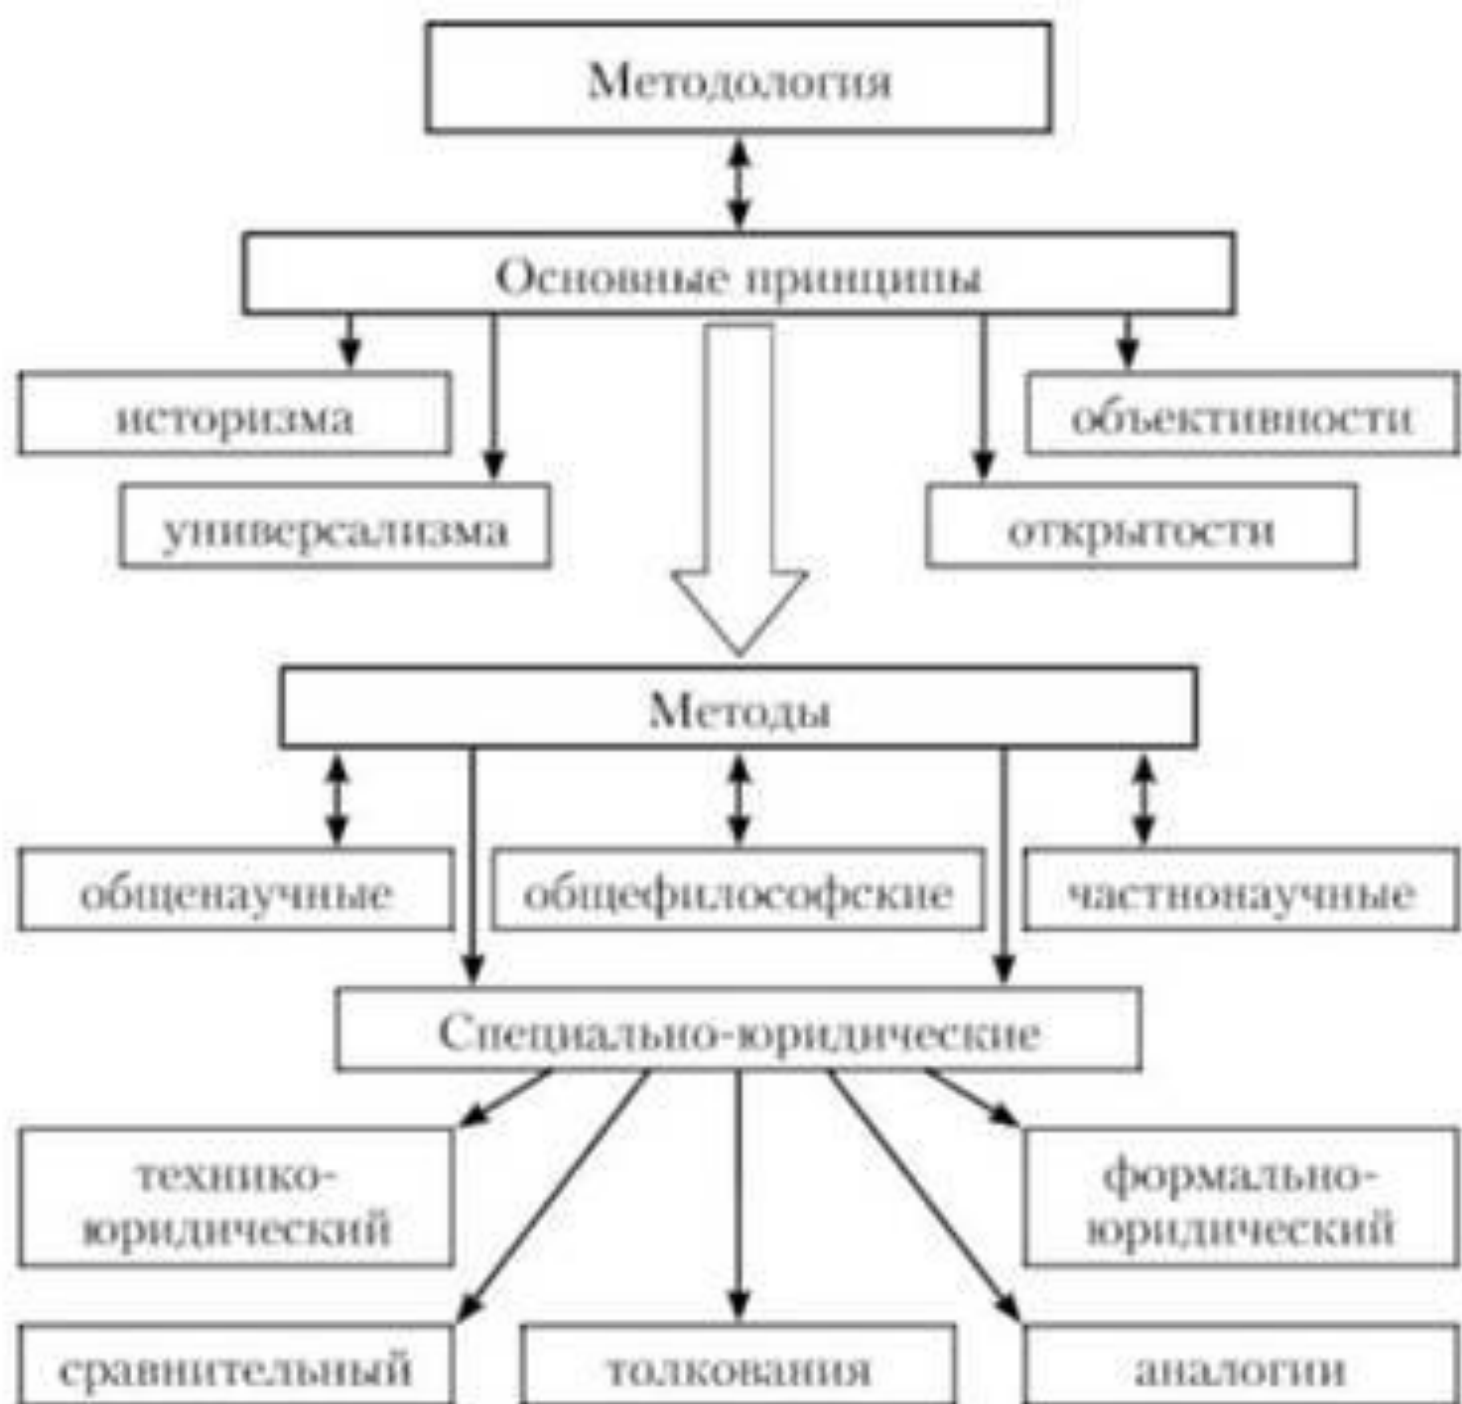 Методология
Основные принципы
историзма
объективности
универсализма
открытости
Методы
общенаучные
общефилософские
частнонаучные
Специально-юридические
технико-
юридический
формально-
юридический
сравнительный
толкования
аналогии